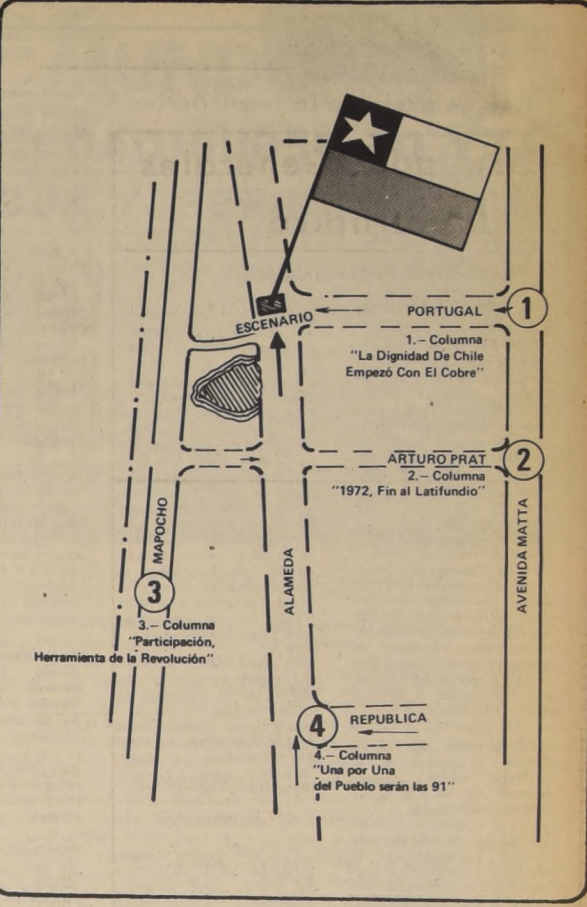 ESCENARIO
PORTUGAL
1
1.– Columna
"La Dignidad De Chile
Empezó Con El Cobre"
ARTURO PRAT
2
2.– Columna
"1972, Fin al Latifundio"
MAPOCHO
ALAMEDA
AVENIDA MATTA
3
3.– Columna
"Participación,
Herramienta de la Revolución"
4
REPUBLICA
4.– Columna
"Una por Una
del Pueblo serán las 91"